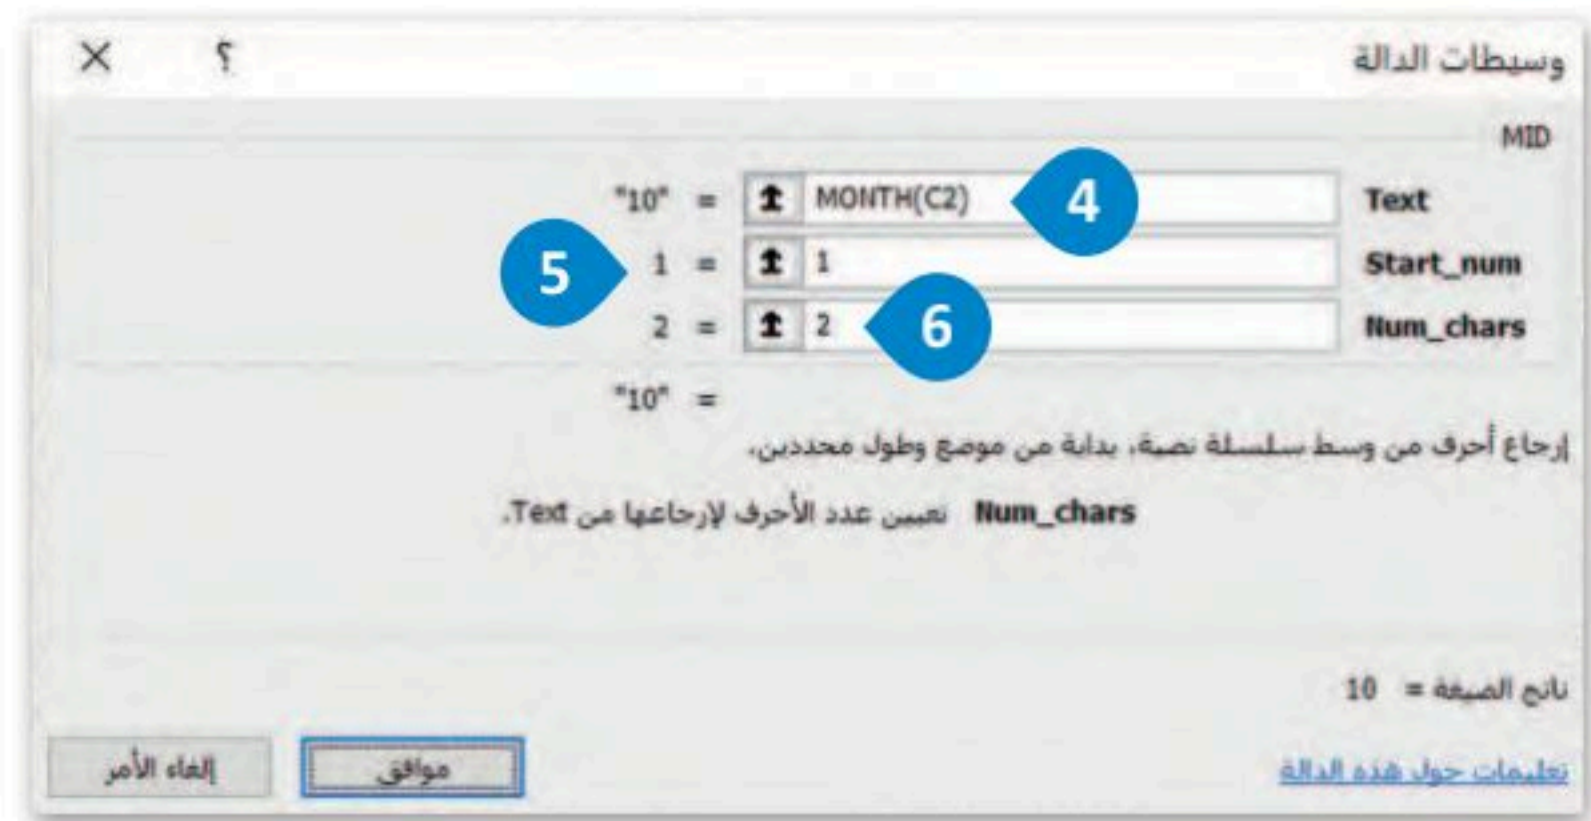 وسيطات الدالة ؟ ×
MID
Text MONTH(C2) = "10"
4
Start_num 1 = 1
5
Num_chars 2 = 2
6
= "10"
إرجاع أحرف من وسط سلسلة نصية، بداية من موضع وطول محددين.
Num_chars تعيين عدد الأحرف لإرجاعها من Text.
ناتج الصيغة = 10
تعليمات حول هذه الدالة
موافق
إلغاء الأمر